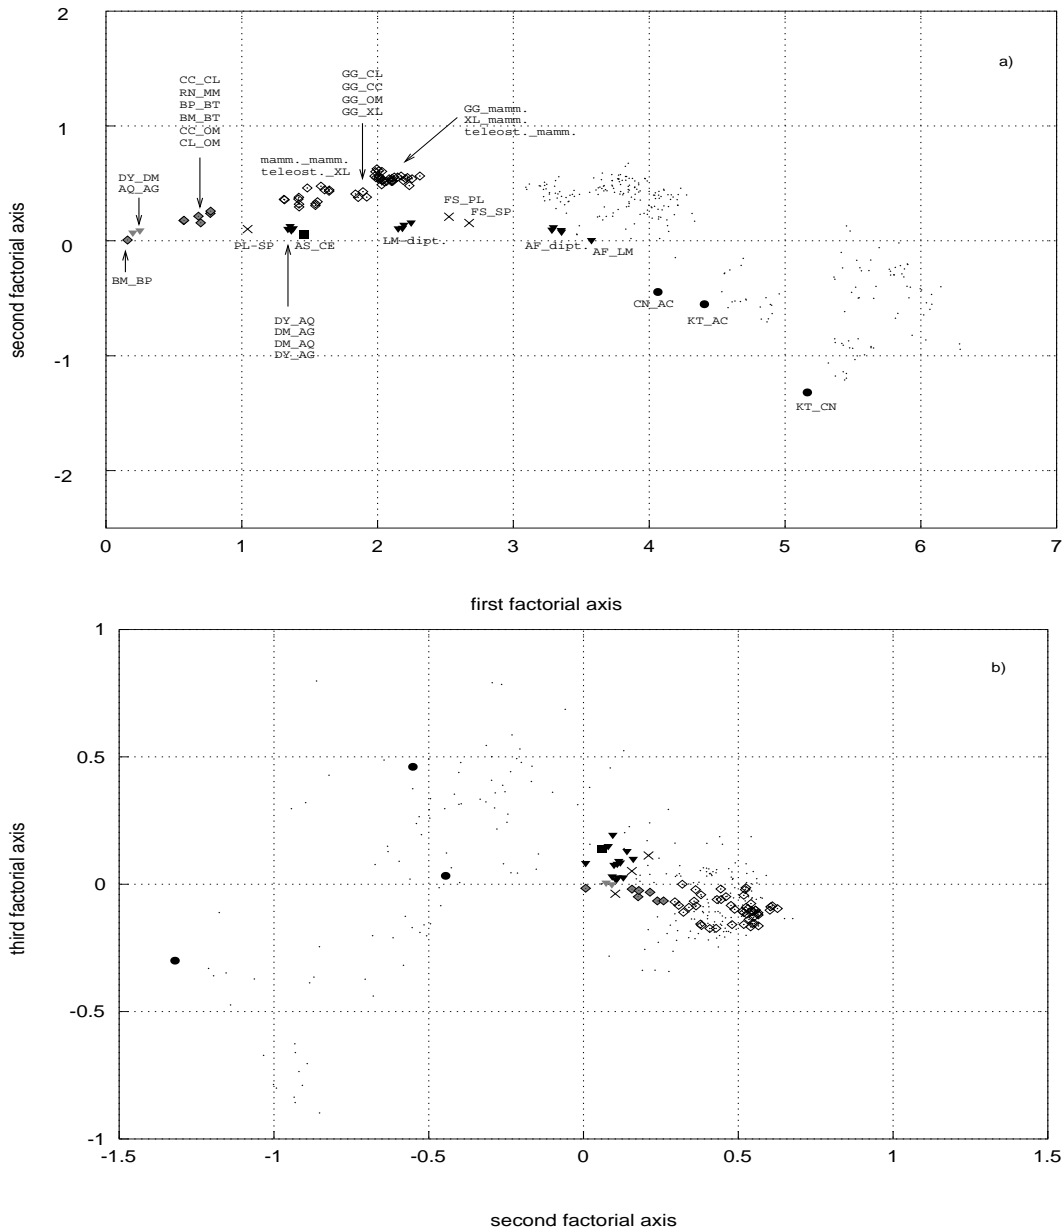 2
a)
CC_CL
RN_MM
BP_BT
BM_BT
CC_OM
CL_OM
GG_CL
GG_CC
GG_OM
GG_XL
GG_mamm.
XL_mamm.
teleost._mamm.
1
mamm._mamm.
teleost._XL
DY_DM
AQ_AG
FS_PL
FS_SP
second factorial axis
0
PL-SP
AS_CE
LM-dipt.
AF_dipt.
AF_LM
BM_BP
CN_AC
KT_AC
DY_AQ
DM_AG
DM_AQ
DY_AG
-1
KT_CN
-2
0 1 2 3 4 5 6 7
first factorial axis
1
b)
0.5
third factorial axis
0
-0.5
-1
-1.5 -1 -0.5 0 0.5 1 1.5
second factorial axis